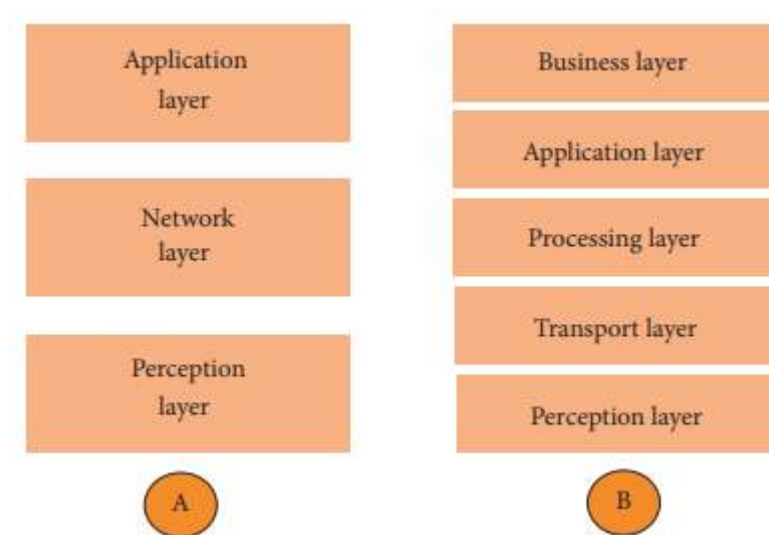 Application
layer
Network
layer
Perception
layer
A
Business layer
Application layer
Processing layer
Transport layer
Perception layer
B